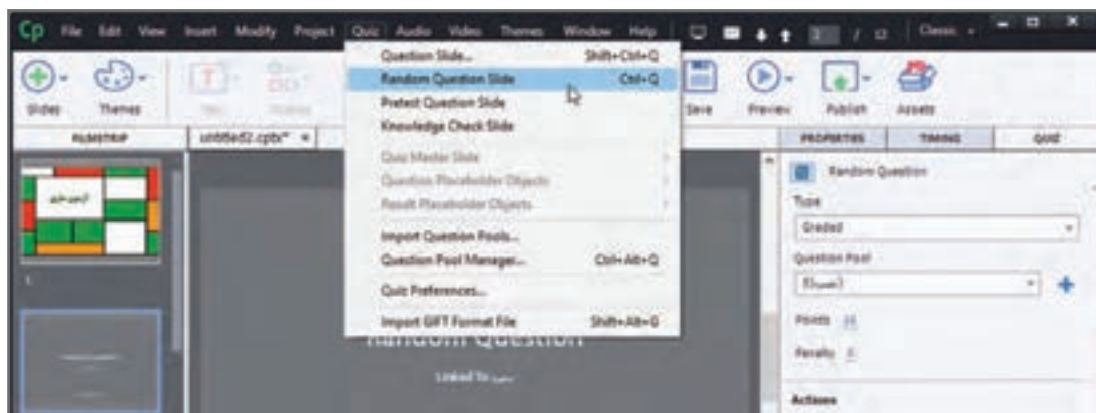 Cp File Edit View Insert Modify Project Quiz Audio Video Themes Window Help 1 / Classic
Question Slide... Shift+Ctrl+Q
Random Question Slide Ctrl+Q
Pretest Question Slide
Knowledge Check Slide
Quiz Master Slide
Question Placeholder Objects
Result Placeholder Objects
Import Question Pools...
Question Pool Manager... Ctrl+Alt+Q
Quiz Preferences...
Import GIFT Format File Shift+Alt+G
Slides Themes Save Preview Publish Assets
FILMSTRIP untitled2.cptx* PROPERTIES TIMING QUIZ
Random Question
Type
Graded
Question Pool
Points
Penalty
Actions
1
Random Question
Linked To